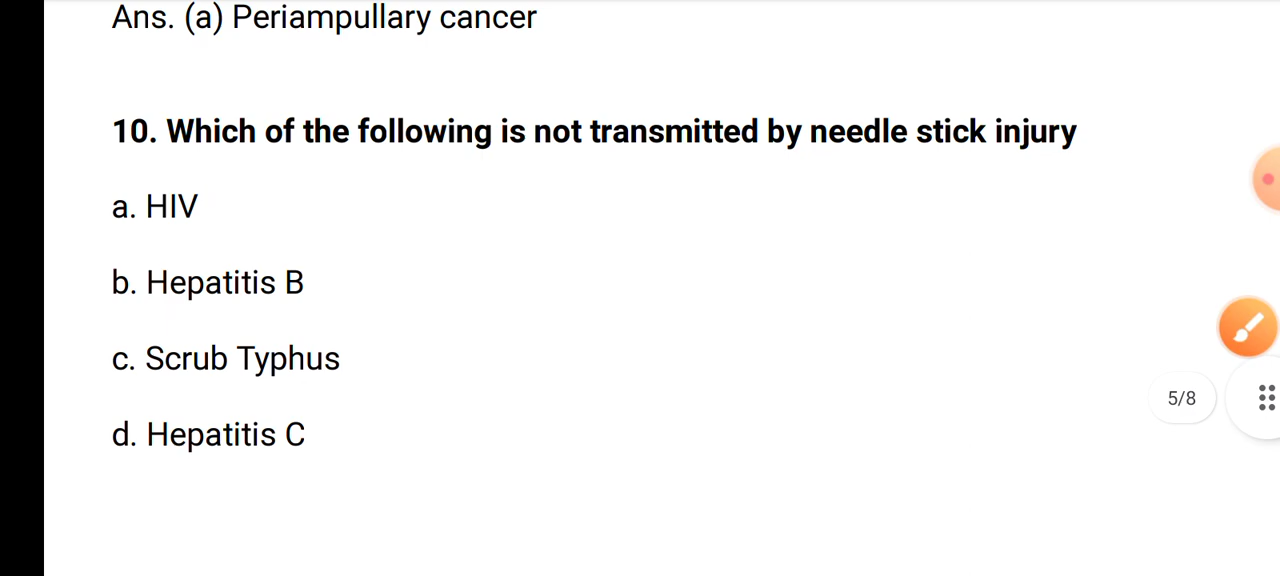 Ans. (a) Periampullary cancer
10. Which of the following is not transmitted by needle stick injury
a. HIV
b. Hepatitis B
c. Scrub Typhus
5/8
d. Hepatitis C